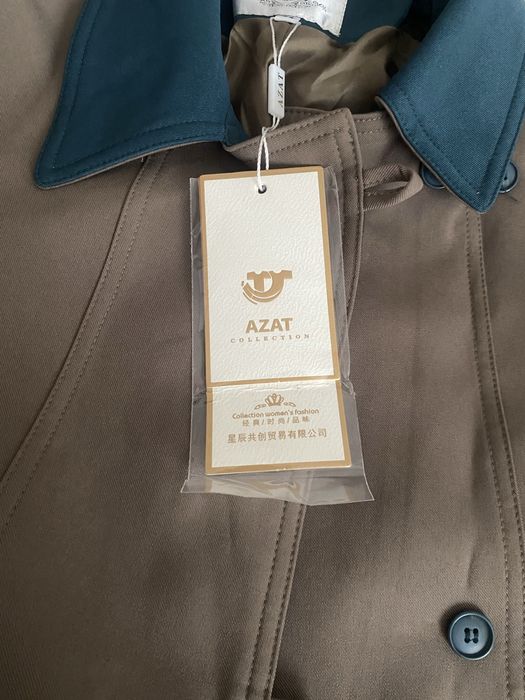 AZAT
AZAT
COLLECTION
Collection women's fashion
经典/时尚/品味
星辰共创贸易有限公司